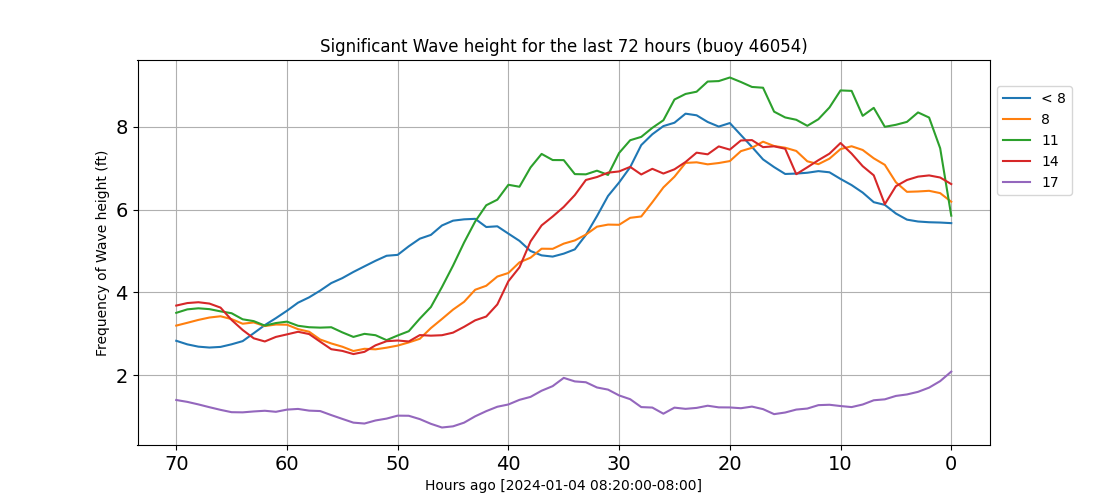 Significant Wave height for the last 72 hours (buoy 46054)
Frequency of Wave height (ft)
8
6
4
2
70 60 50 40 30 20 10 0
Hours ago [2024-01-04 08:20:00-08:00]
< 8
8
11
14
17